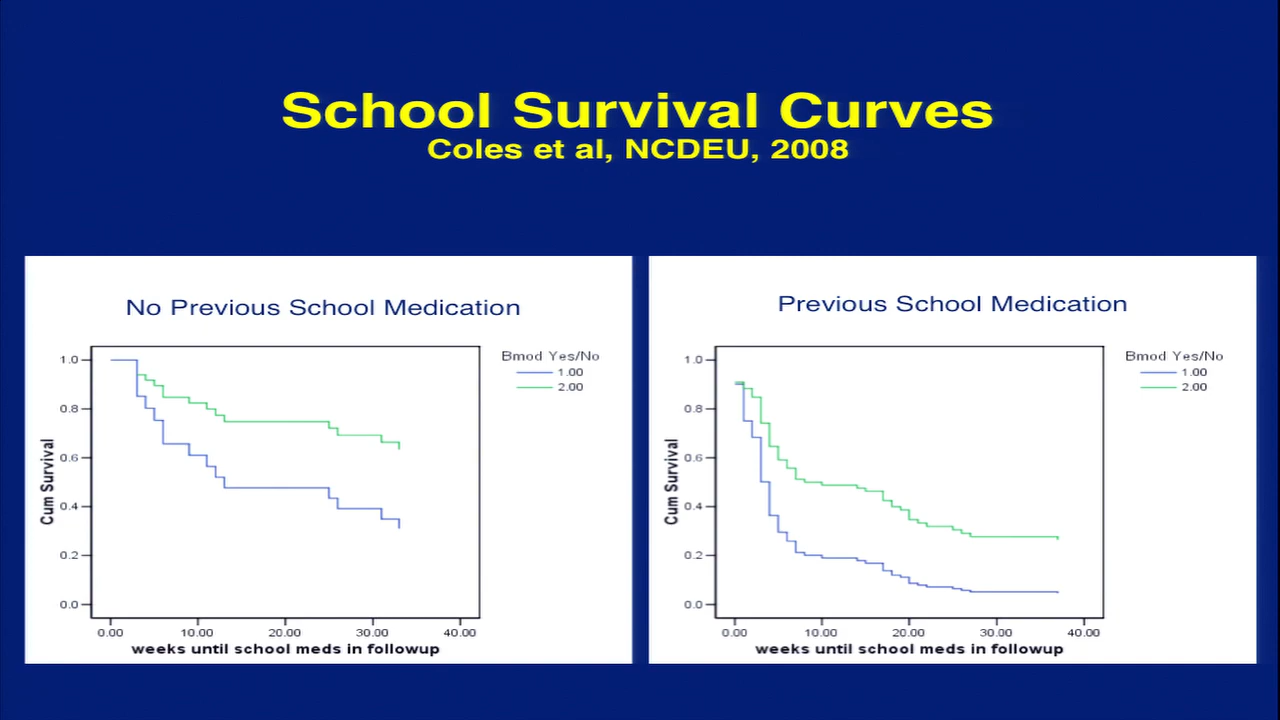 School Survival Curves
Coles et al, NCDEU, 2008
No Previous School Medication
Bmod Yes/No
1.00
2.00
Cum Survival
1.0
0.8
0.6
0.4
0.2
0.0
0.00 10.00 20.00 30.00 40.00
weeks until school meds in followup
Previous School Medication
Bmod Yes/No
1.00
2.00
Cum Survival
1.0
0.8
0.6
0.4
0.2
0.0
0.00 10.00 20.00 30.00 40.00
weeks until school meds in followup